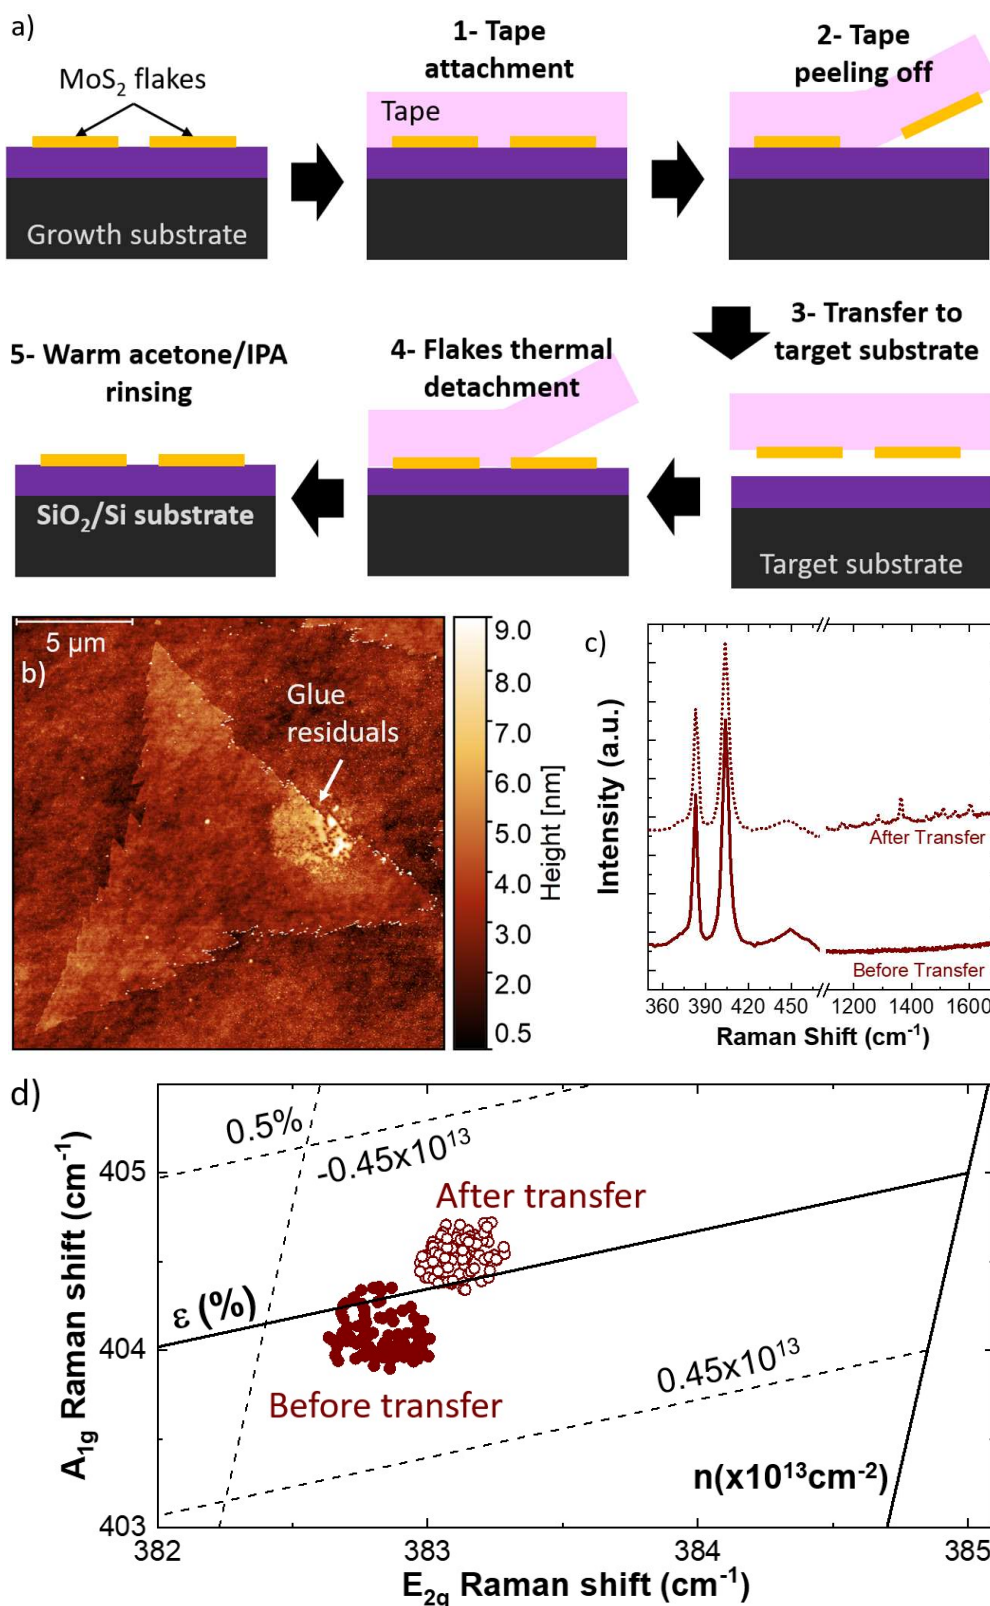 a)
MoS₂ flakes
Growth substrate
1- Tape
attachment
Tape
2- Tape
peeling off
3- Transfer to
target substrate
Target substrate
4- Flakes thermal
detachment
5- Warm acetone/IPA
rinsing
SiO₂/Si substrate
b)
5 µm
Glue
residuals
9.0
8.0
7.0
6.0
5.0
4.0
3.0
2.0
0.5
Height [nm]
c)
Intensity (a.u.)
After Transfer
Before Transfer
360 390 420 450 1200 1400 1600
Raman Shift (cm⁻¹)
d)
A₁g Raman shift (cm⁻¹)
405
404
403
0.5%
-0.45x10¹³
After transfer
ε (%)
Before transfer
0.45x10¹³
n(x10¹³cm⁻²)
382 383 384 385
E₂g Raman shift (cm⁻¹)